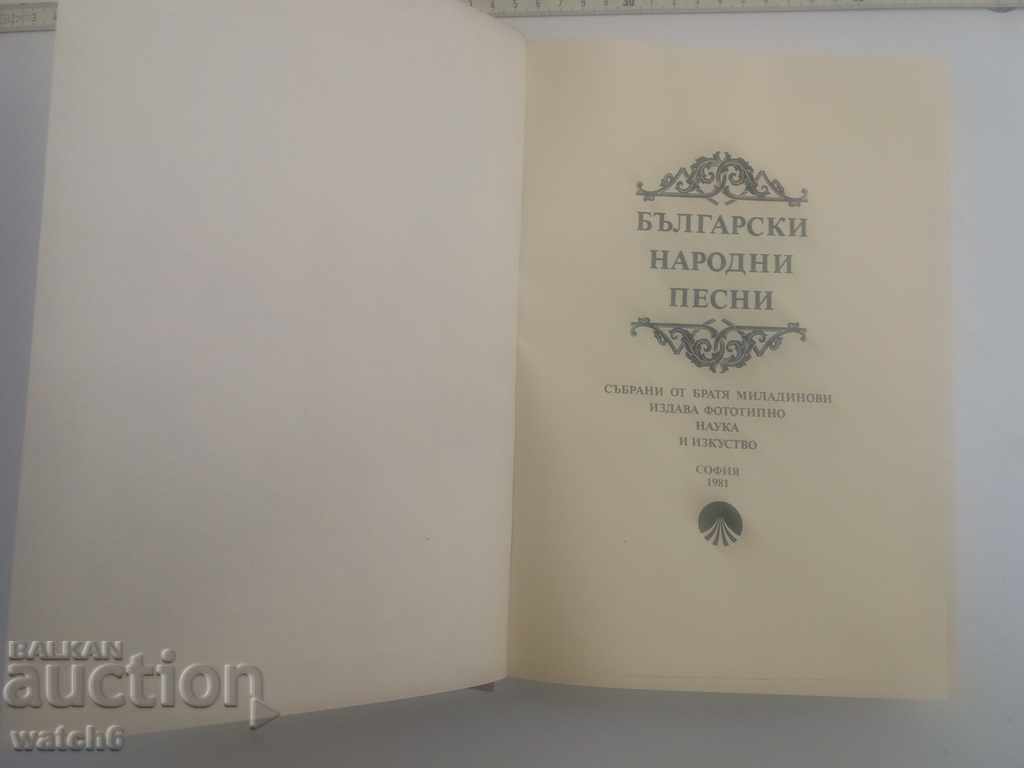 БЪЛГАРСКИ
НАРОДНИ
ПЕСНИ
СЪБРАНИ ОТ БРАТЯ МИЛАДИНОВИ
ИЗДАВА ФОТОТИПНО
НАУКА
И ИЗКУСТВО
СОФИЯ
1981
BALKAN
auction
watch6